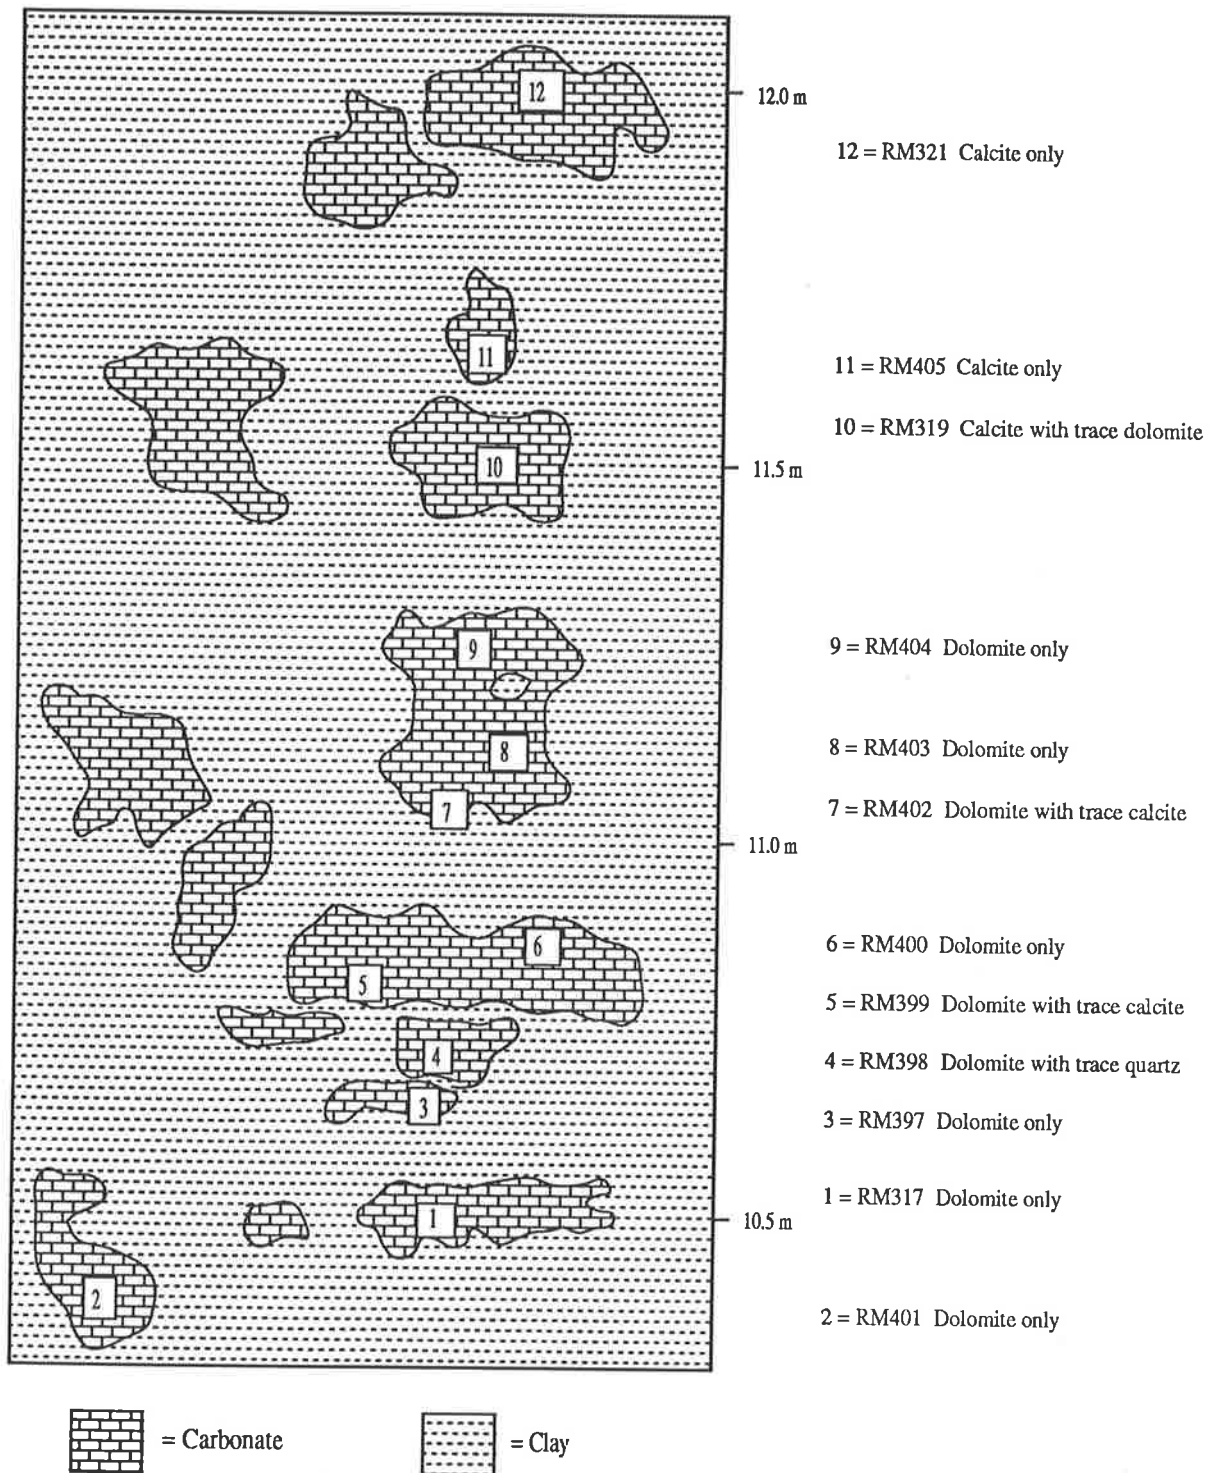 12
12.0 m
12 = RM321 Calcite only
11
11 = RM405 Calcite only
10 = RM319 Calcite with trace dolomite
10
11.5 m
9
9 = RM404 Dolomite only
8
8 = RM403 Dolomite only
7
7 = RM402 Dolomite with trace calcite
11.0 m
6
6 = RM400 Dolomite only
5
5 = RM399 Dolomite with trace calcite
4
4 = RM398 Dolomite with trace quartz
3
3 = RM397 Dolomite only
1
1 = RM317 Dolomite only
10.5 m
2
2 = RM401 Dolomite only
= Carbonate
= Clay